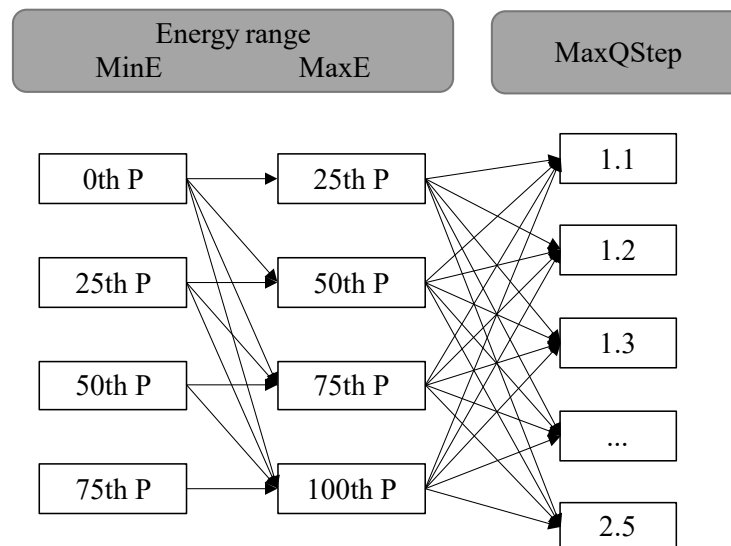 Energy range
MinE MaxE
MaxQStep
0th P 25th P 1.1
25th P 50th P 1.2
50th P 75th P 1.3
75th P 100th P ...
2.5